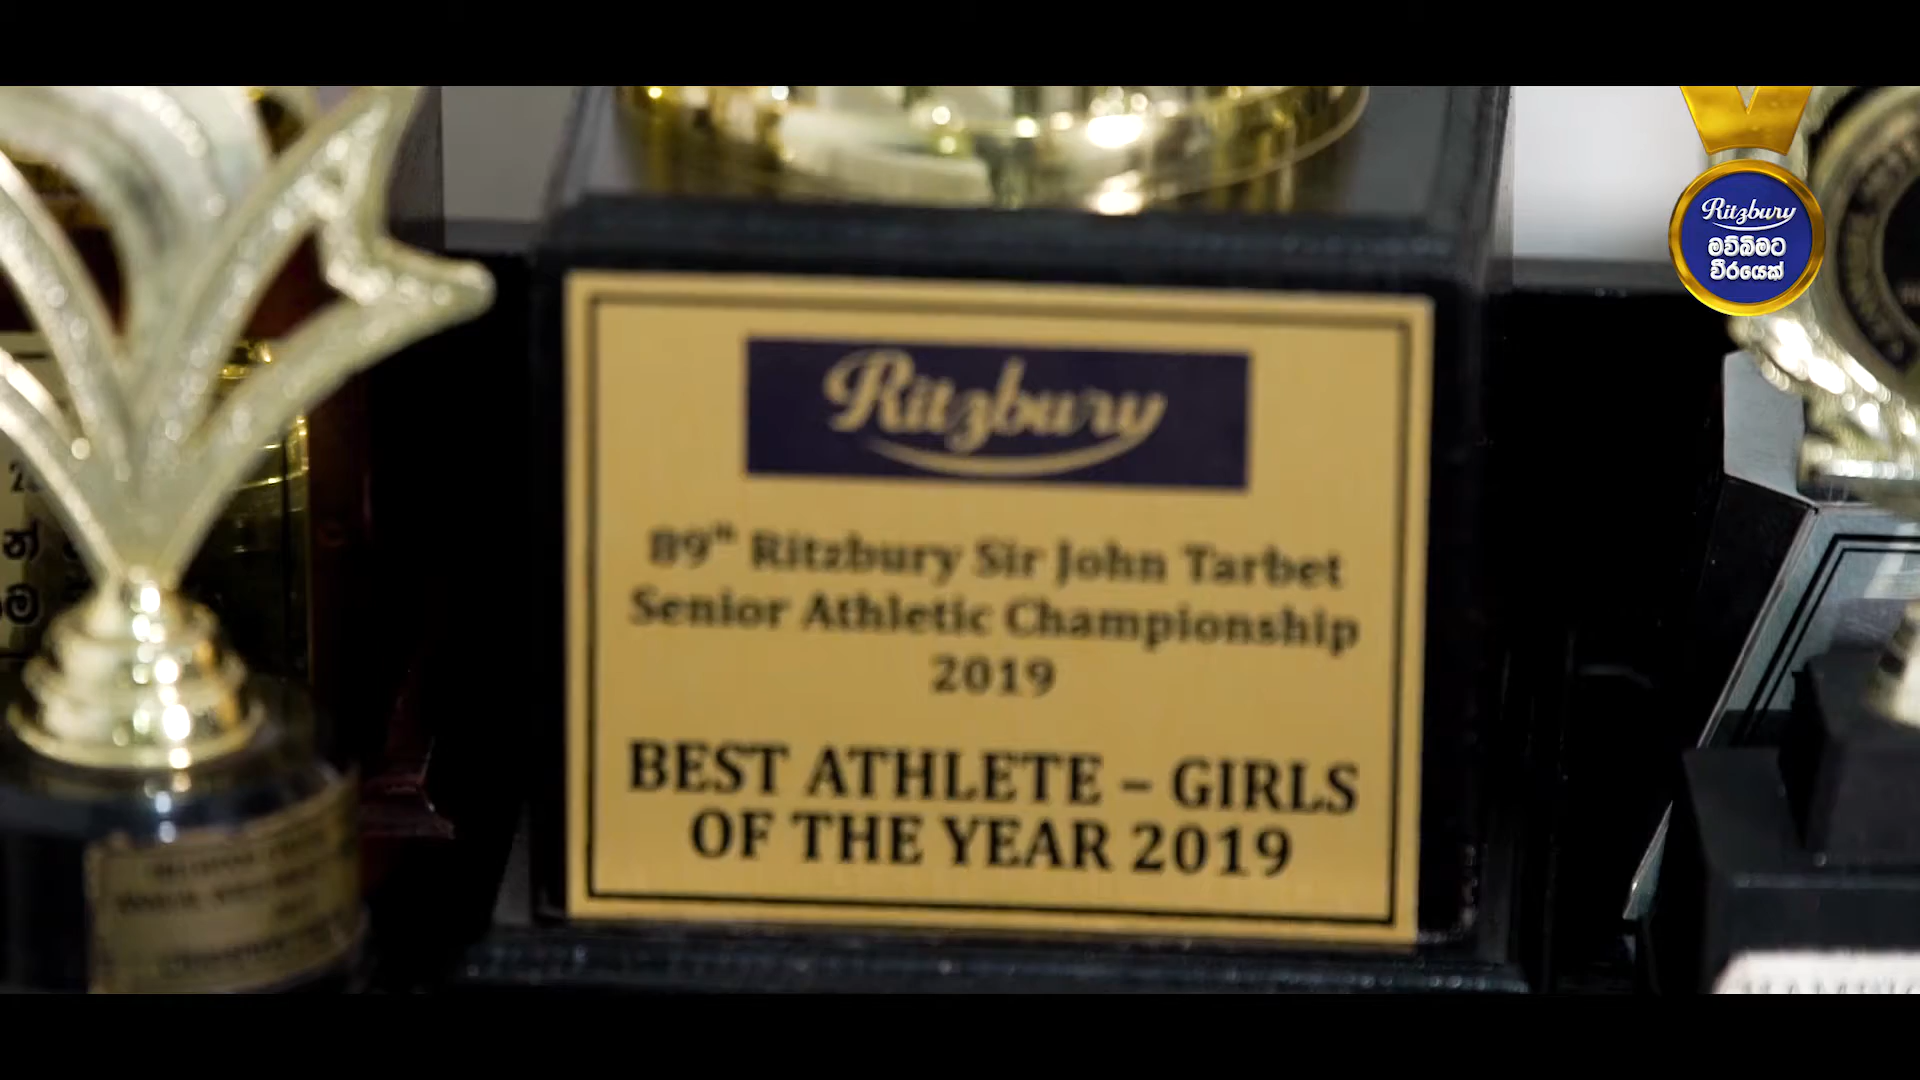 Ritzbury
මව්බිමට
වීරයෙක්
Ritzbury
89th Ritzbury Sir John Tarbet
Senior Athletic Championship
2019
BEST ATHLETE – GIRLS
OF THE YEAR 2019